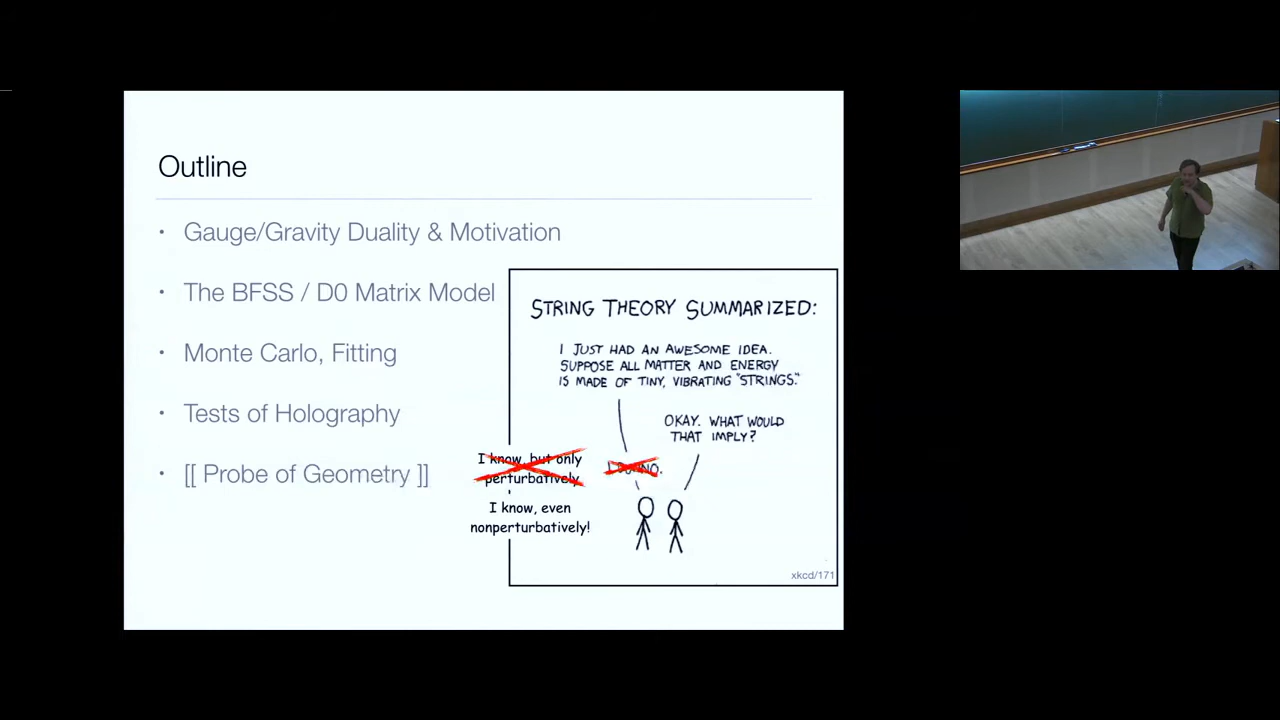 Outline
• Gauge/Gravity Duality & Motivation
• The BFSS / D0 Matrix Model
• Monte Carlo, Fitting
• Tests of Holography
• [[ Probe of Geometry ]]
STRING THEORY SUMMARIZED:
I JUST HAD AN AWESOME IDEA.
SUPPOSE ALL MATTER AND ENERGY
IS MADE OF TINY, VIBRATING "STRINGS."
OKAY. WHAT WOULD
THAT IMPLY?
I DUNNO.
I know, but only
perturbatively
I know, even
nonperturbatively!
xkcd/171